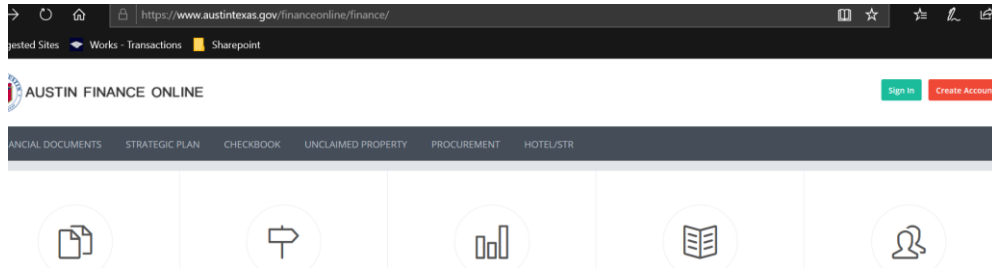 https://www.austintexas.gov/financeonline/finance/
gested Sites Works - Transactions Sharepoint
AUSTIN FINANCE ONLINE
Sign In Create Accoun
ANCIAL DOCUMENTS STRATEGIC PLAN CHECKBOOK UNCLAIMED PROPERTY PROCUREMENT HOTEL/STR